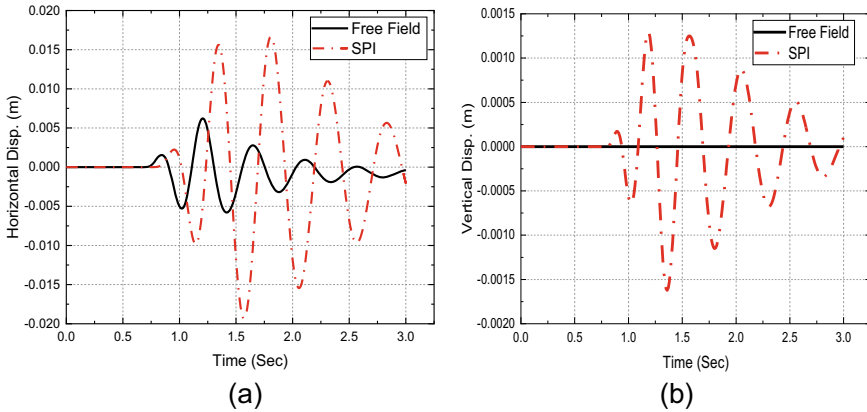 Free Field
SPI
0.020
0.015
0.010
0.005
0.000
-0.005
-0.010
-0.015
-0.020
Horizontal Disp. (m)
0.0 0.5 1.0 1.5 2.0 2.5 3.0
Time (Sec)
(a)
Free Field
SPI
0.0015
0.0010
0.0005
0.0000
-0.0005
-0.0010
-0.0015
-0.0020
Vertical Disp. (m)
0.0 0.5 1.0 1.5 2.0 2.5 3.0
Time (Sec)
(b)